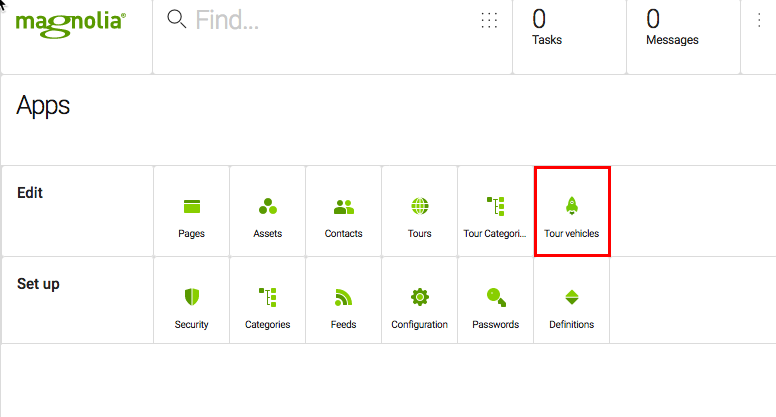 magnolia®
Find...
0
Tasks
0
Messages
Apps
Edit
Pages
Assets
Contacts
Tours
Tour Categori...
Tour vehicles
Set up
Security
Categories
Feeds
Configuration
Passwords
Definitions